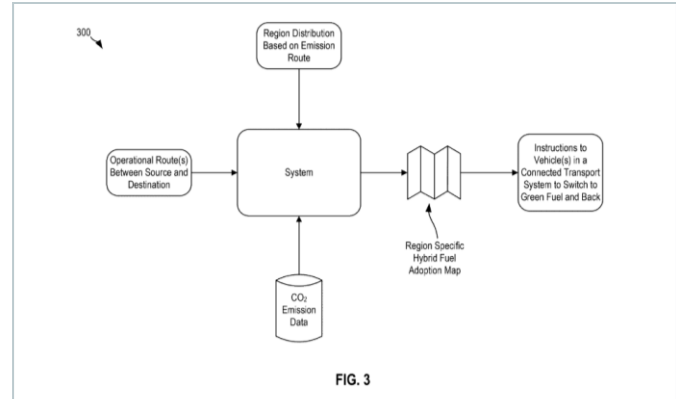 300
Region Distribution
Based on Emission
Route
Operational Route(s)
Between Source and
Destination
System
Instructions to
Vehicle(s) in a
Connected Transport
System to Switch to
Green Fuel and Back
Region Specific
Hybrid Fuel
Adoption Map
CO₂
Emission
Data
FIG. 3